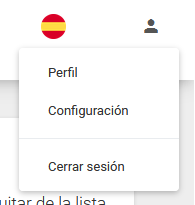 Perfil
Configuración
Cerrar sesión
uitar de la lista